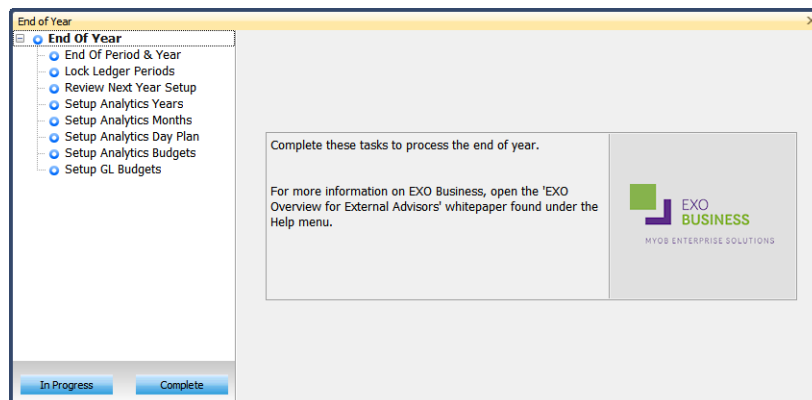 End of Year
End Of Year
End Of Period & Year
Lock Ledger Periods
Review Next Year Setup
Setup Analytics Years
Setup Analytics Months
Setup Analytics Day Plan
Setup Analytics Budgets
Setup GL Budgets
In Progress
Complete
Complete these tasks to process the end of year.
For more information on EXO Business, open the 'EXO
Overview for External Advisors' whitepaper found under the
Help menu.
EXO
BUSINESS
MYOB ENTERPRISE SOLUTIONS